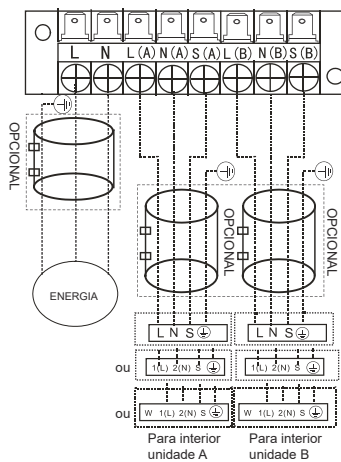 L N L(A) N(A) S(A) L(B) N(B) S(B)
OPCIONAL
OPCIONAL
OPCIONAL
ENERGIA
L N S
L N S
ou
1(L) 2(N) S
1(L) 2(N) S
ou
W 1(L) 2(N) S
W 1(L) 2(N) S
Para interior
unidade A
Para interior
unidade B